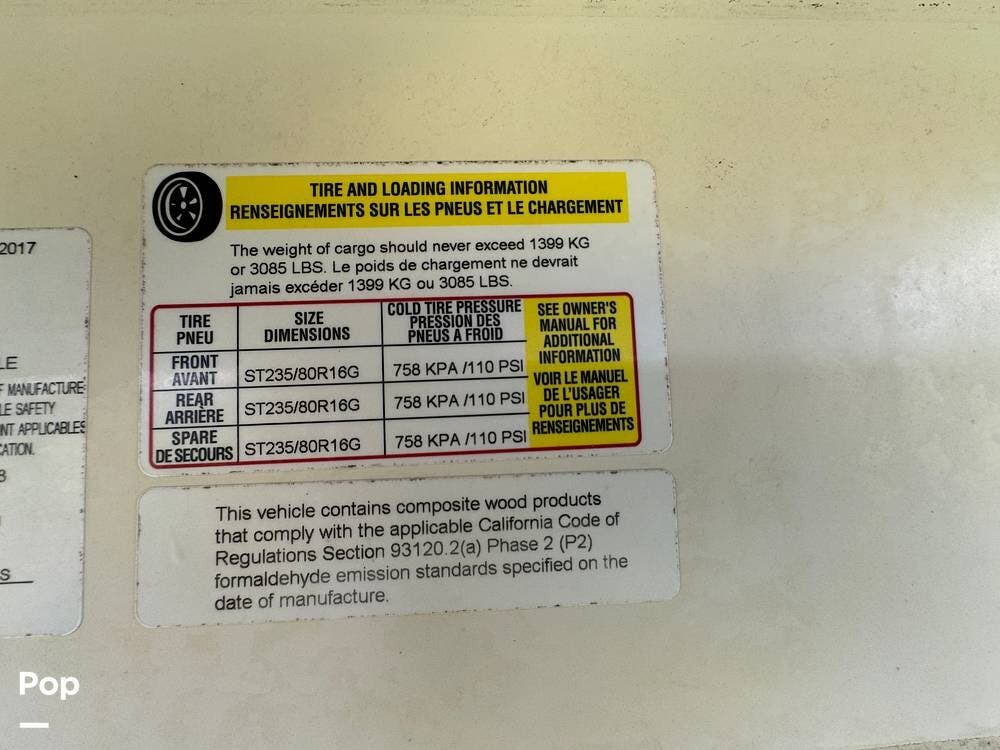 2017
LE
F MANUFACTURE
LE SAFETY
NT APPLICABLES
CATION.
S
TIRE AND LOADING INFORMATION
RENSEIGNEMENTS SUR LES PNEUS ET LE CHARGEMENT
The weight of cargo should never exceed 1399 KG
or 3085 LBS. Le poids de chargement ne devrait
jamais excéder 1399 KG ou 3085 LBS.
TIRE
PNEU
SIZE
DIMENSIONS
COLD TIRE PRESSURE
PRESSION DES
PNEUS A FROID
FRONT
AVANT
ST235/80R16G
758 KPA /110 PSI
REAR
ARRIÈRE
ST235/80R16G
758 KPA /110 PSI
SPARE
DE SECOURS
ST235/80R16G
758 KPA /110 PSI
SEE OWNER'S
MANUAL FOR
ADDITIONAL
INFORMATION
VOIR LE MANUEL
DE L'USAGER
POUR PLUS DE
RENSEIGNEMENTS
This vehicle contains composite wood products
that comply with the applicable California Code of
Regulations Section 93120.2(a) Phase 2 (P2)
formaldehyde emission standards specified on the
date of manufacture.
Pop